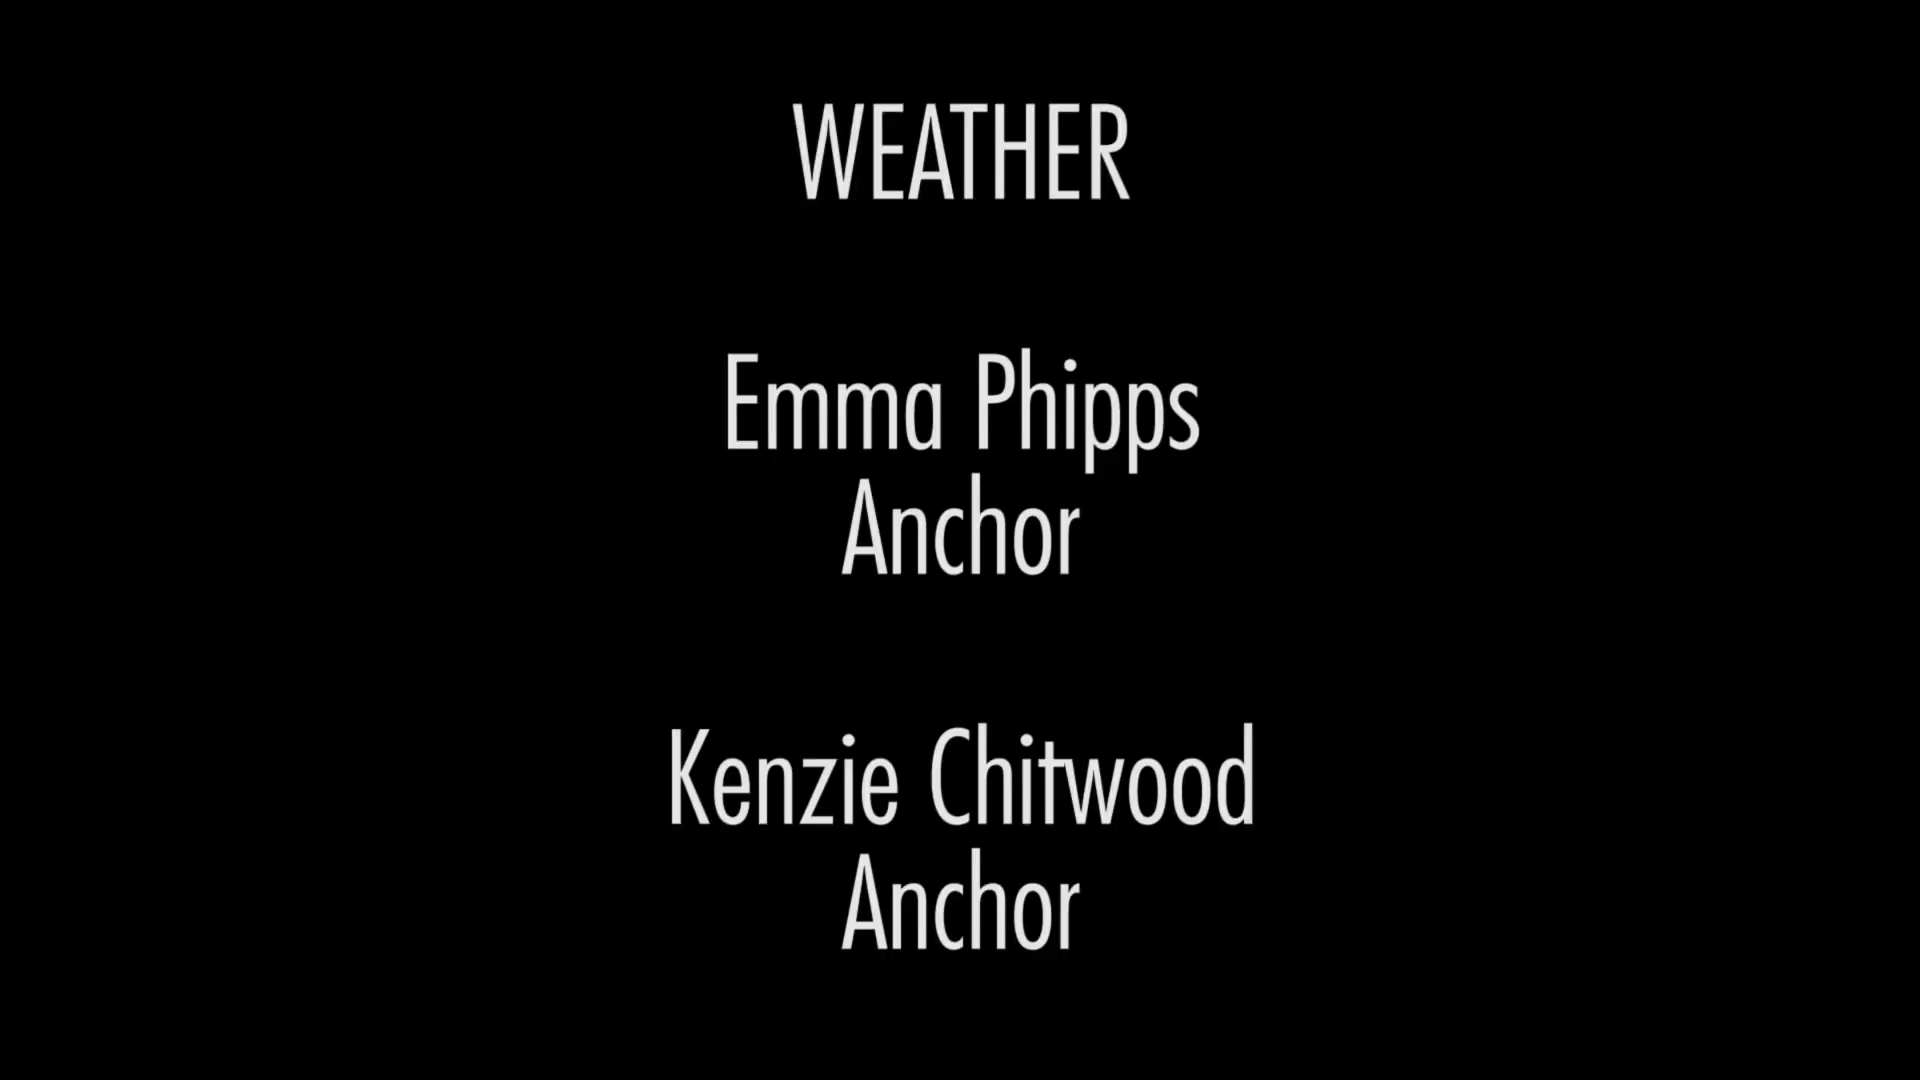 WEATHER
Emma Phipps
Anchor
Kenzie Chitwood
Anchor